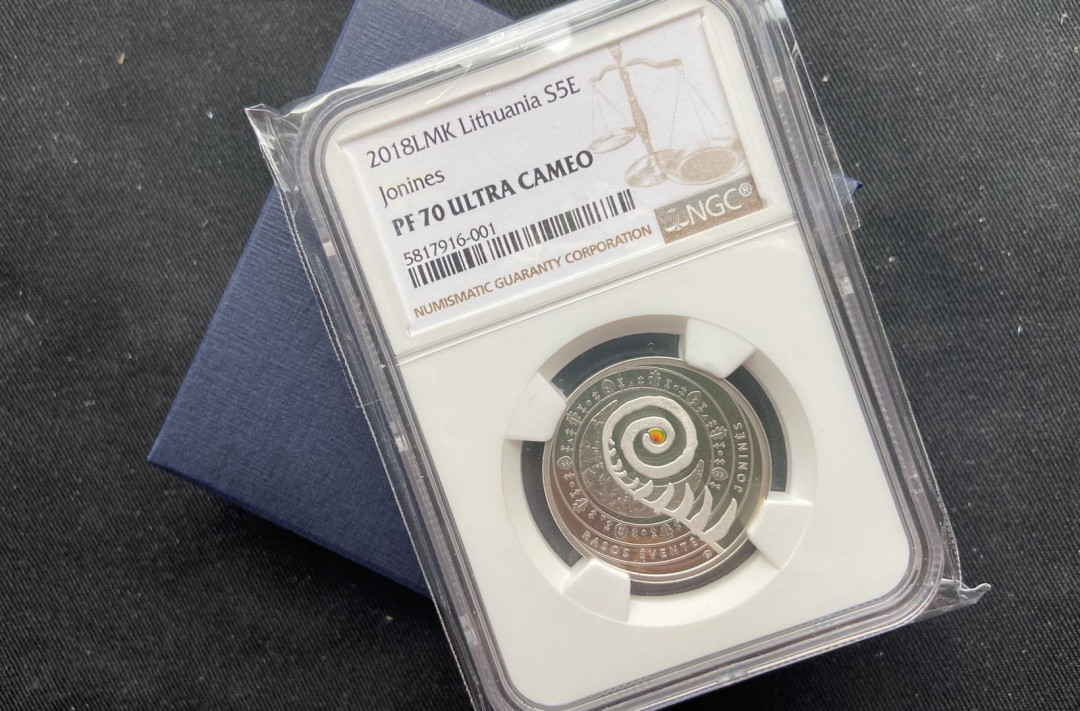 2018LMK Lithuania S5E
Jonines
PF 70 ULTRA CAMEO
5817916-001
NUMISMATIC GUARANTY CORPORATION
NGC®
JONINĖS
RASOS ŠVENTĖ